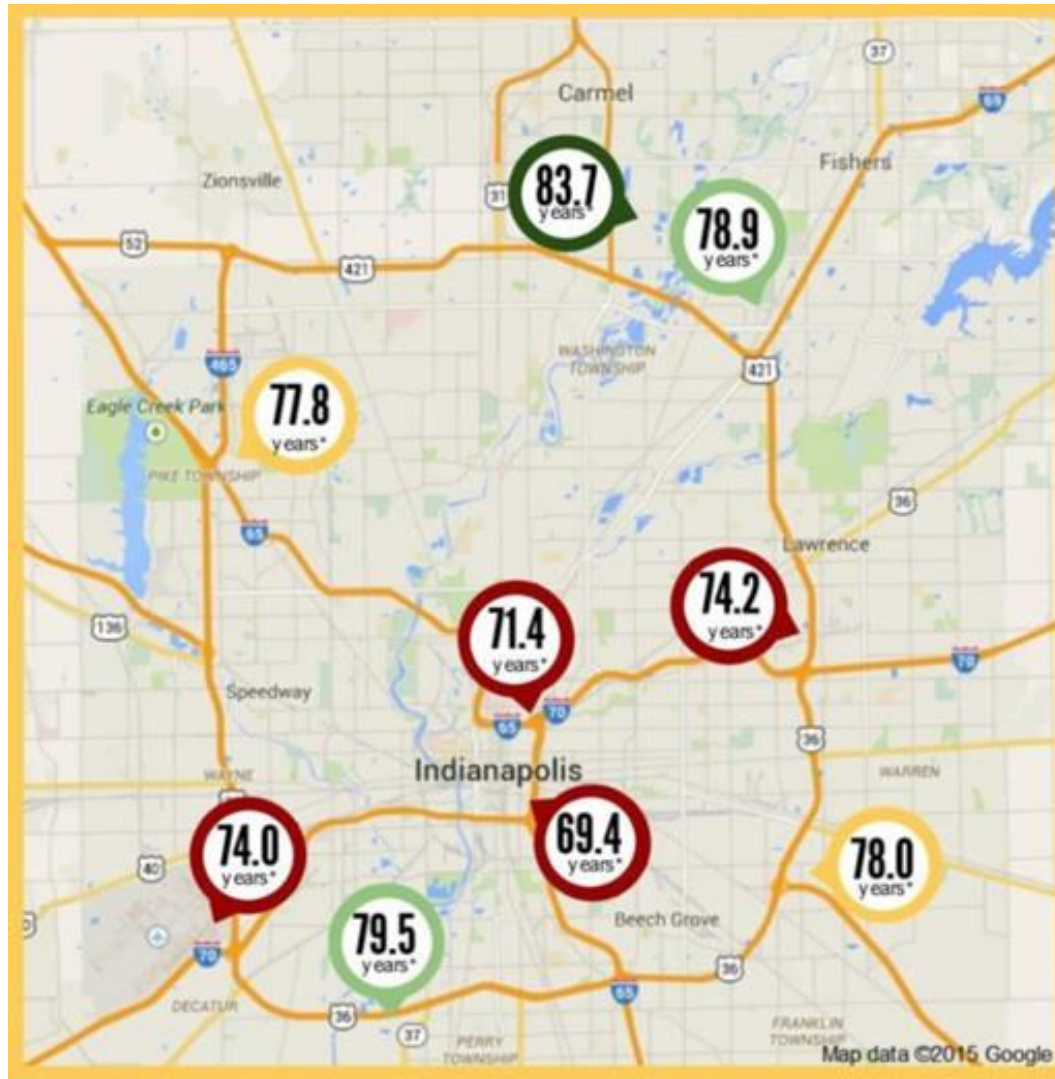 37
Carmel
69
Fishers
83.7
years*
Zionsville
31
78.9
years*
52
421
WASHINGTON
TOWNSHIP
421
465
77.8
years*
Eagle Creek Park
PIKE TOWNSHIP
36
65
Lawrence
74.2
years*
71.4
years*
136
70
Speedway
70
65
36
Indianapolis
WAYNE
WARREN
69.4
years*
74.0
years*
78.0
years*
40
Beech Grove
79.5
years*
70
36
65
DECATUR
36
37
PERRY
TOWNSHIP
FRANKLIN
TOWNSHIP
Map data ©2015 Google